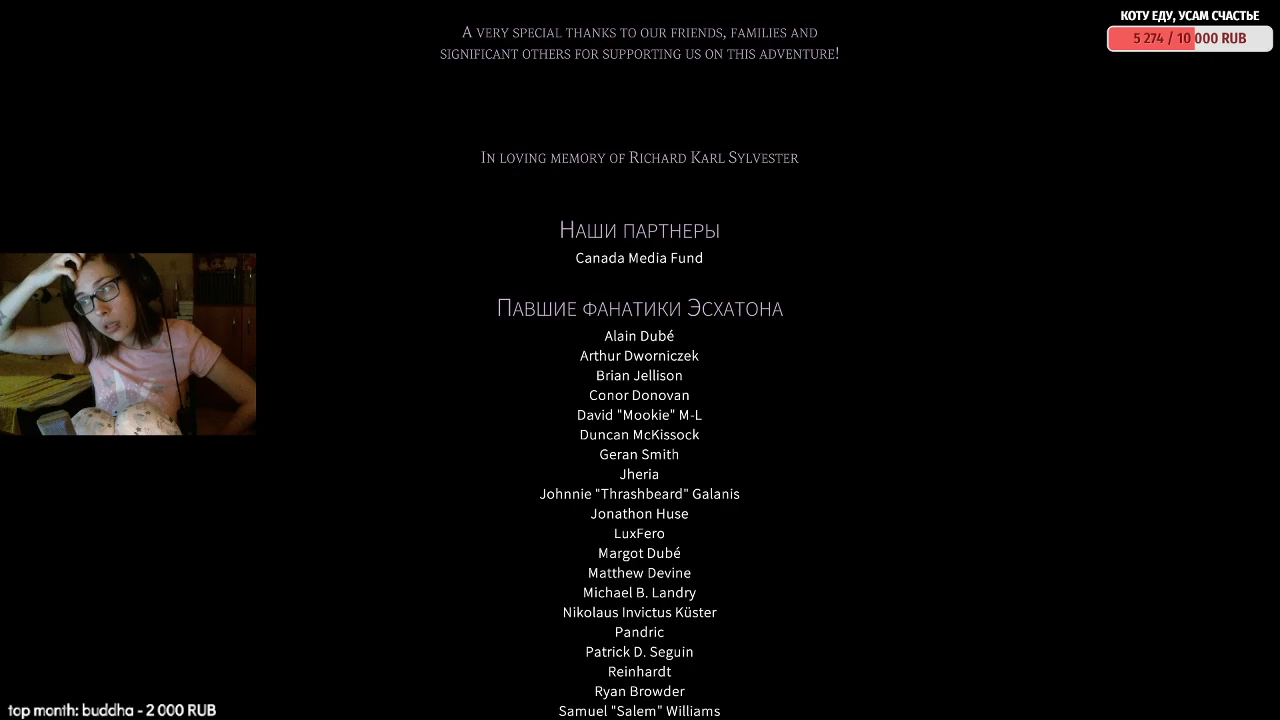 A very special thanks to our friends, families and
significant others for supporting us on this adventure!
КОТУ ЕДУ, УСАМ СЧАСТЬЕ
5 274 / 10 000 RUB
In loving memory of Richard Karl Sylvester
Наши партнеры
Canada Media Fund
Павшие фанатики Эсхатона
Alain Dubé
Arthur Dworniczek
Brian Jellison
Conor Donovan
David "Mookie" M-L
Duncan McKissock
Geran Smith
Jheria
Johnnie "Thrashbeard" Galanis
Jonathon Huse
LuxFero
Margot Dubé
Matthew Devine
Michael B. Landry
Nikolaus Invictus Küster
Pandric
Patrick D. Seguin
Reinhardt
Ryan Browder
Samuel "Salem" Williams
top month: buddha - 2 000 RUB